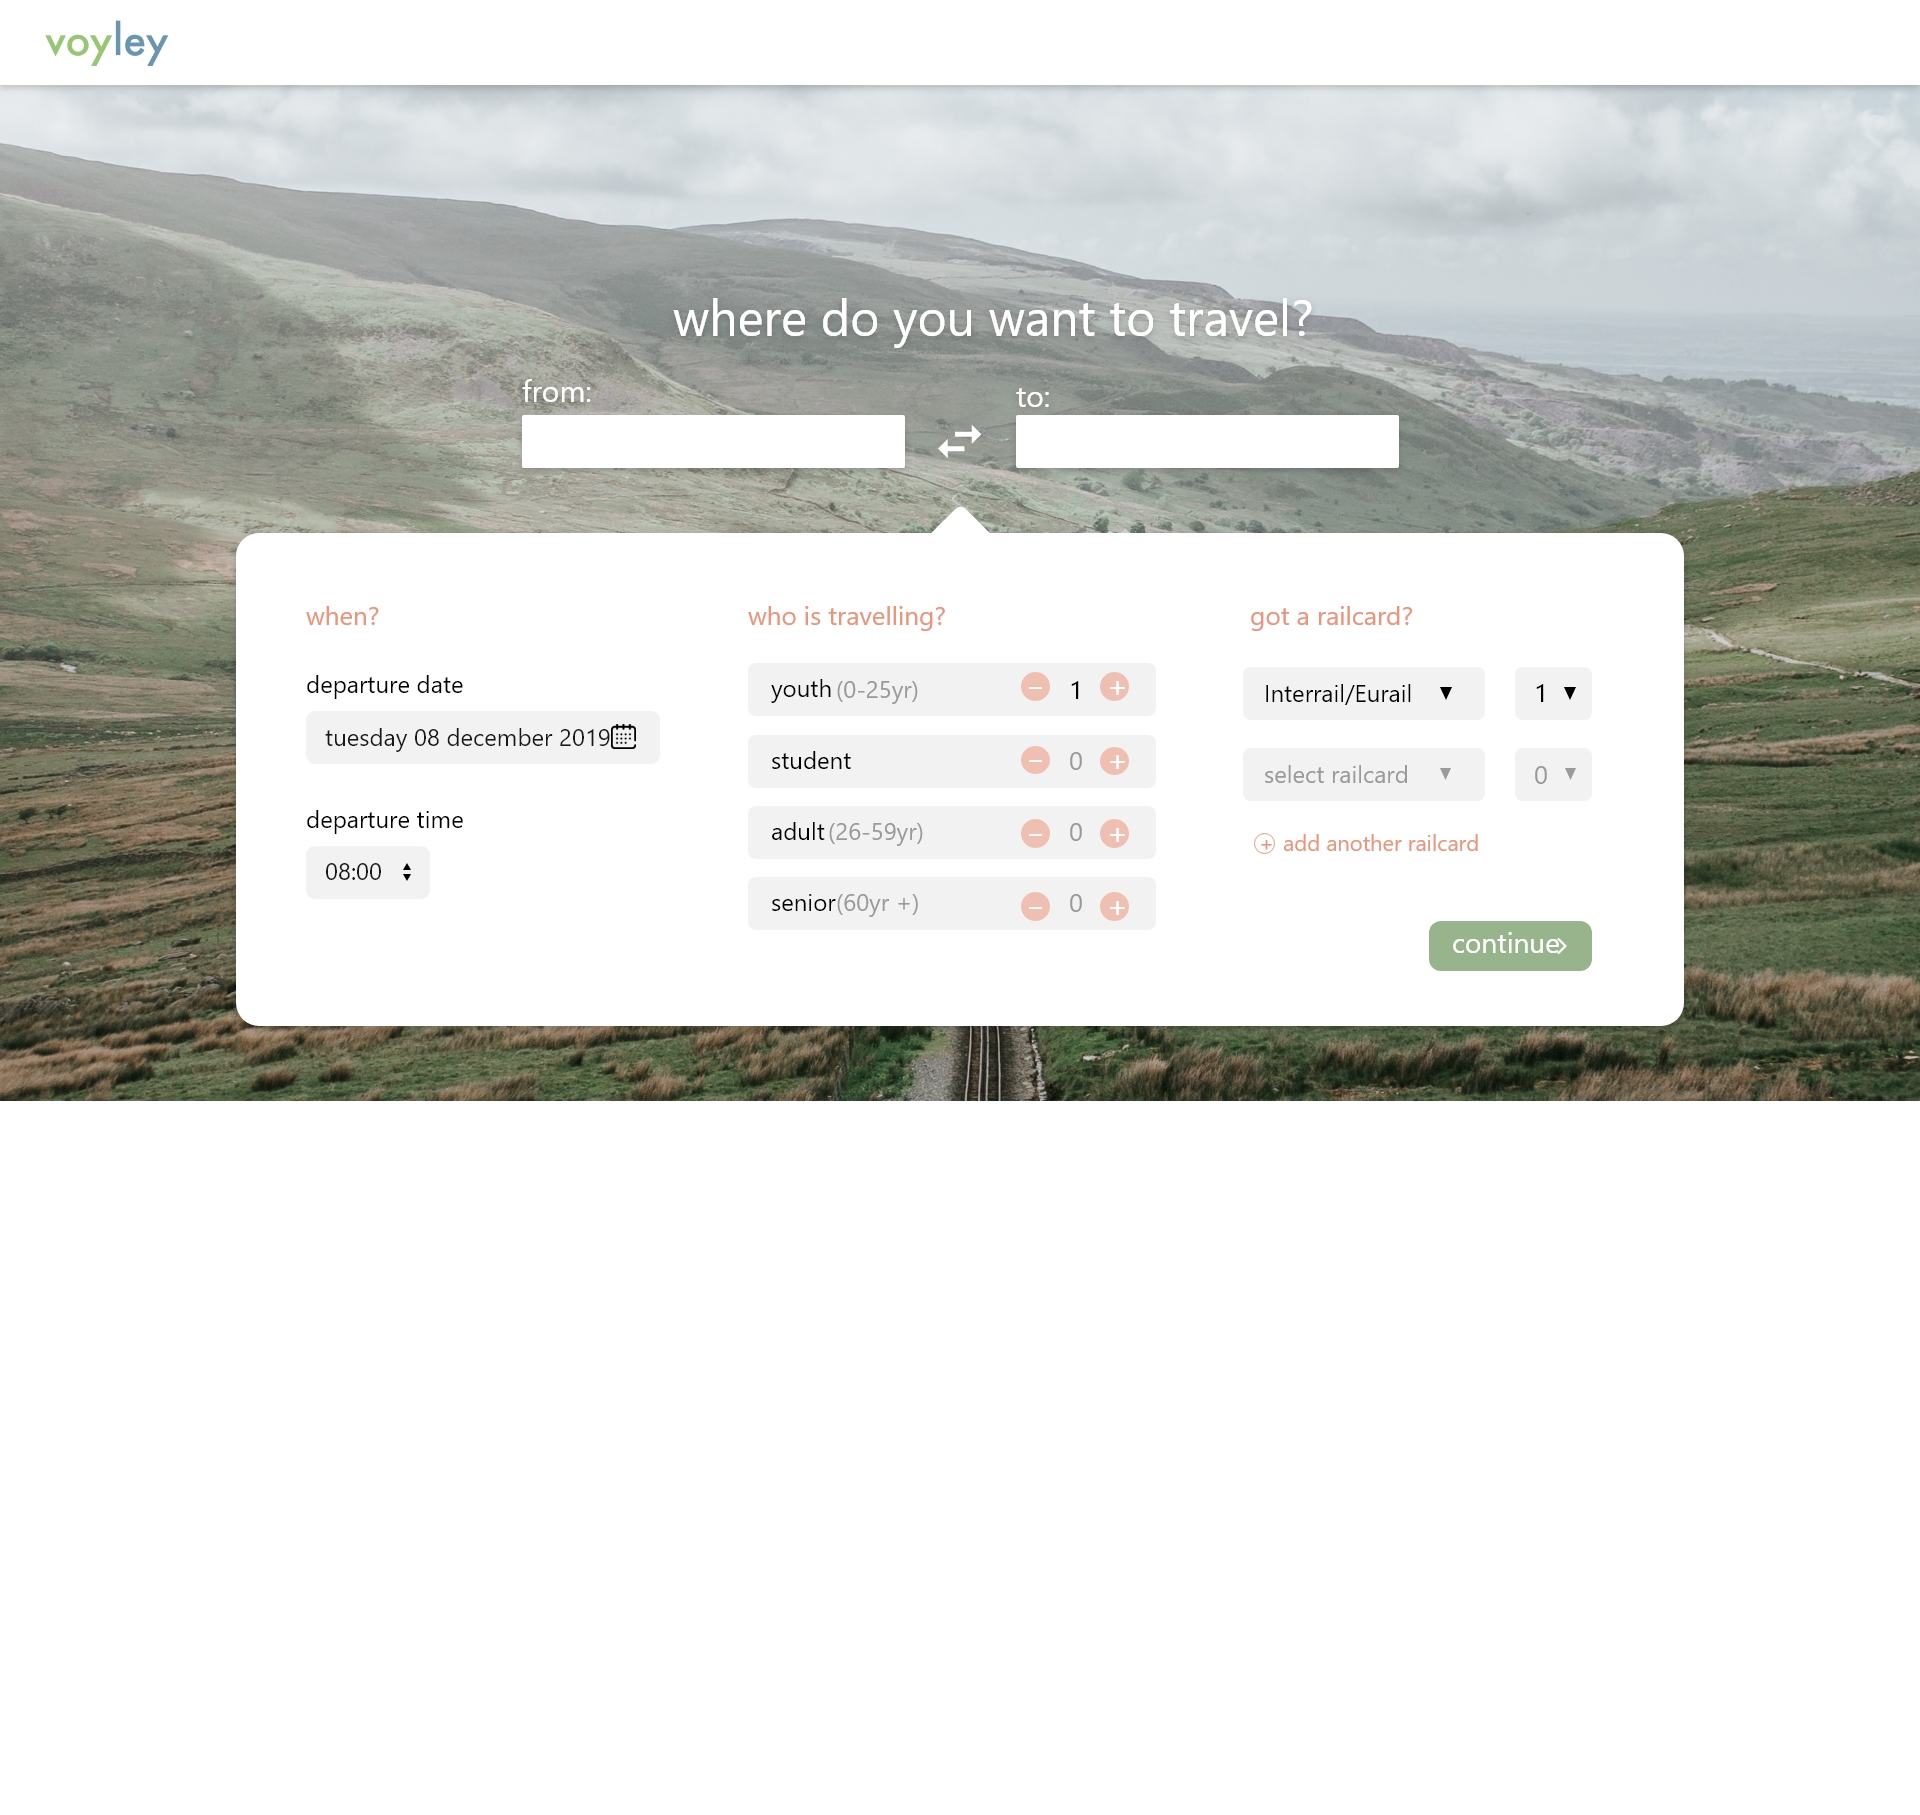 voyley
where do you want to travel?
from:
to:
when?
departure date
tuesday 08 december 2019
departure time
08:00
who is travelling?
youth (0-25yr) 1
student 0
adult (26-59yr) 0
senior(60yr +) 0
got a railcard?
Interrail/Eurail 1
select railcard 0
add another railcard
continue